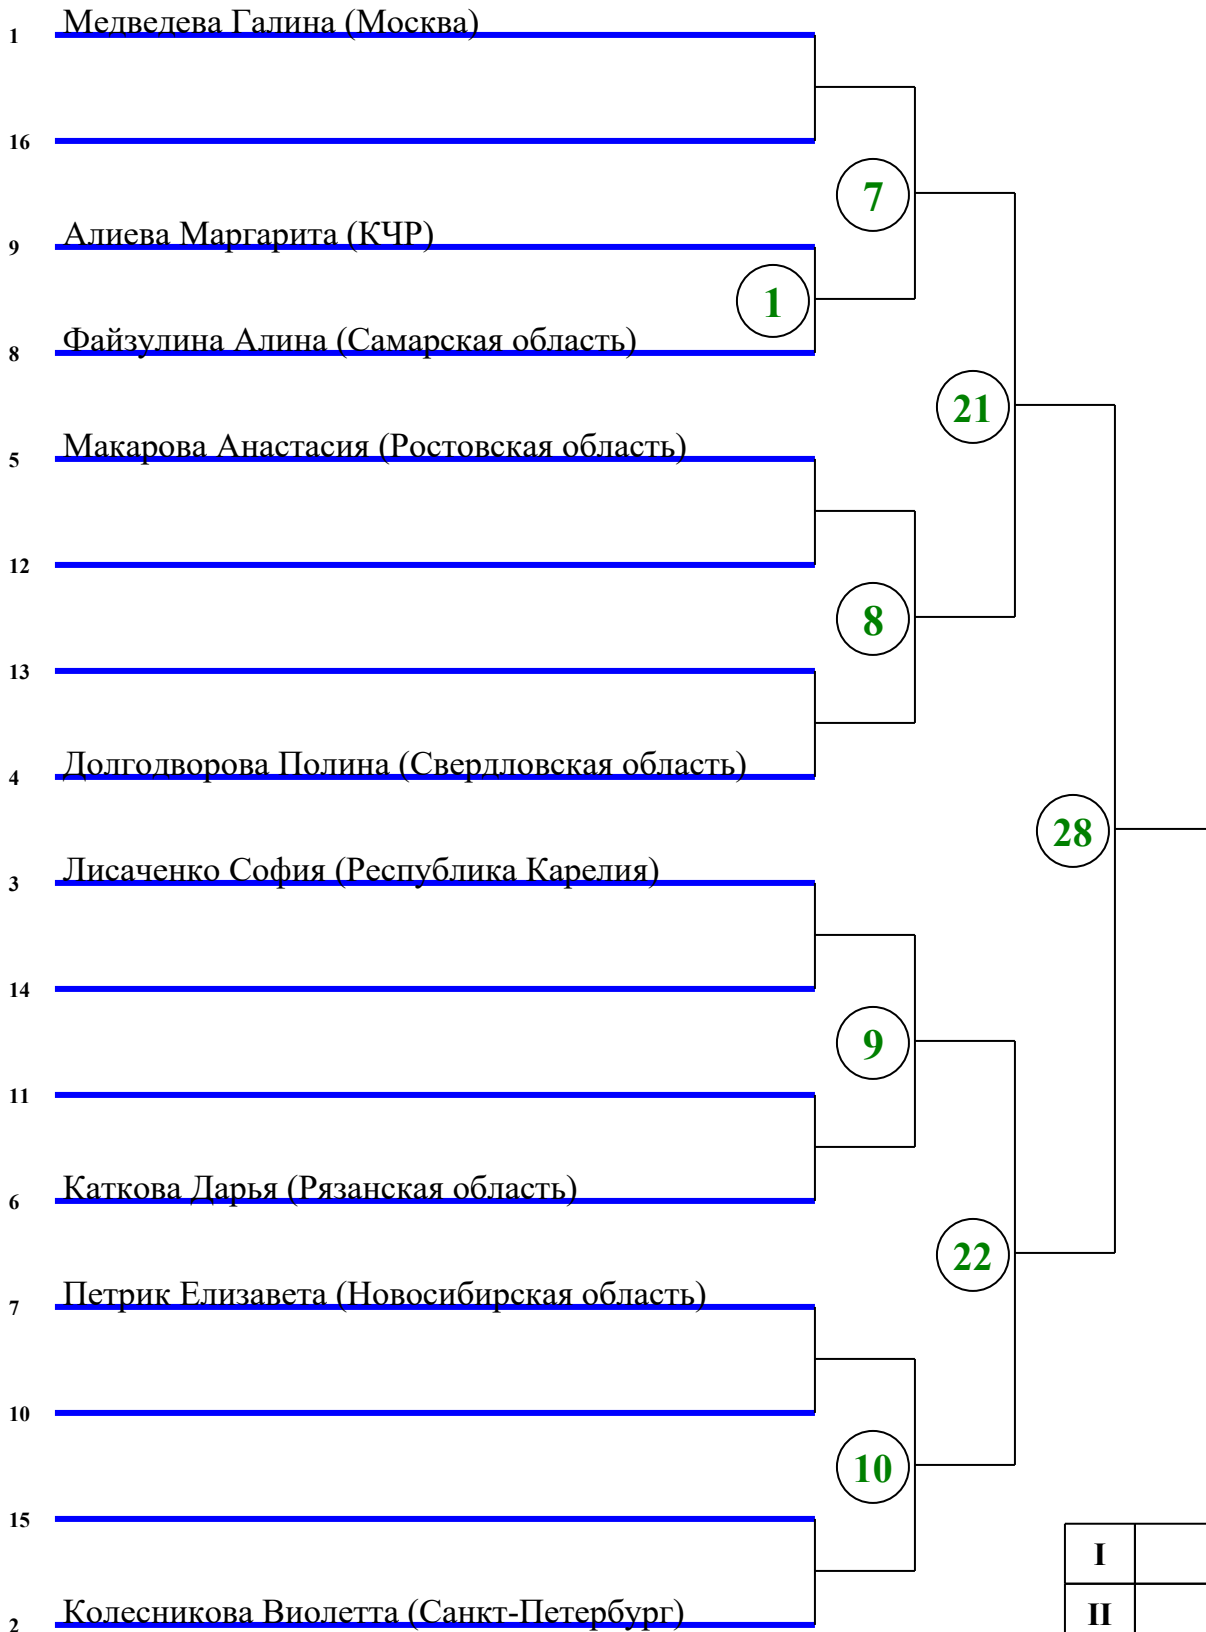 1 Медведева Галина (Москва)
16
7
9 Алиева Маргарита (КЧР)
1
8 Файзулина Алина (Самарская область)
21
5 Макарова Анастасия (Ростовская область)
12
8
13
4 Долгодворова Полина (Свердловская область)
28
3 Лисаченко София (Республика Карелия)
14
9
11
6 Каткова Дарья (Рязанская область)
22
7 Петрик Елизавета (Новосибирская область)
10
10
15
I
2 Колесникова Виолетта (Санкт-Петербург)
II